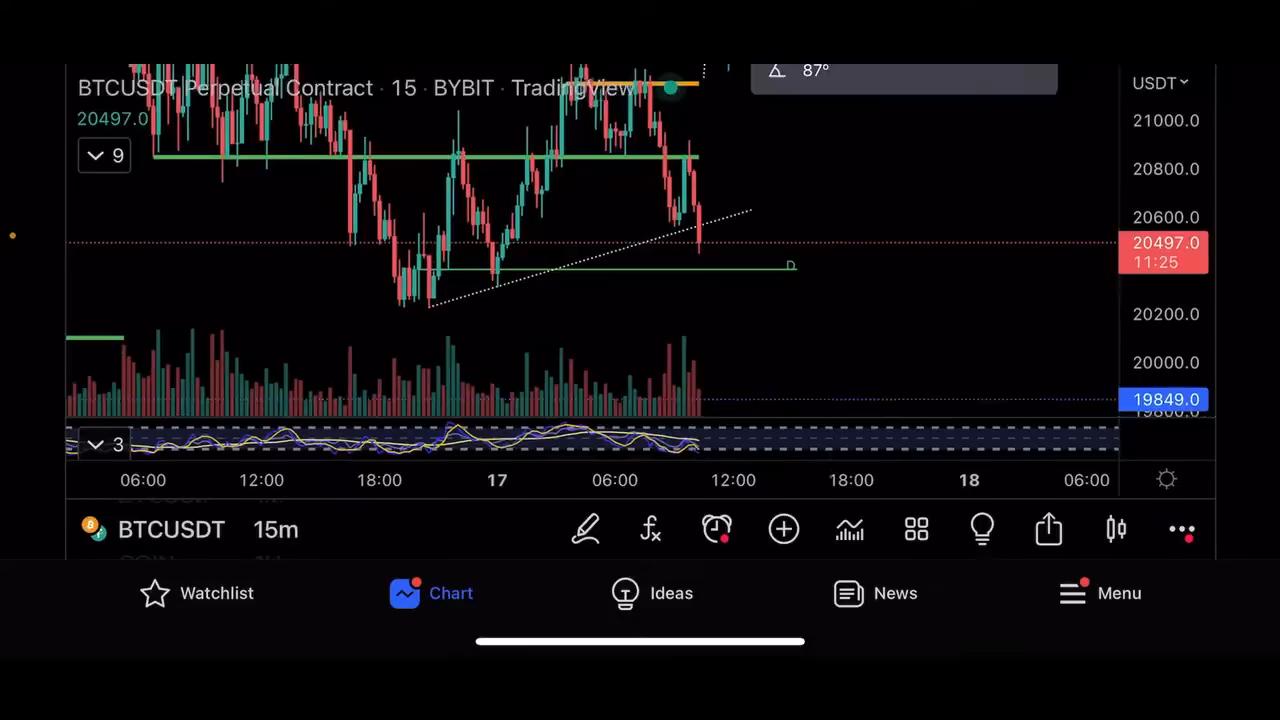 87°
BTCUSDT Perpetual Contract · 15 · BYBIT · TradingView
USDT
20497.0
21000.0
9
20800.0
20600.0
20497.0
11:25
D
20200.0
20000.0
19849.0
19800.0
3
06:00 12:00 18:00 17 06:00 12:00 18:00 18 06:00
BTCUSDT 15m
Watchlist Chart Ideas News Menu